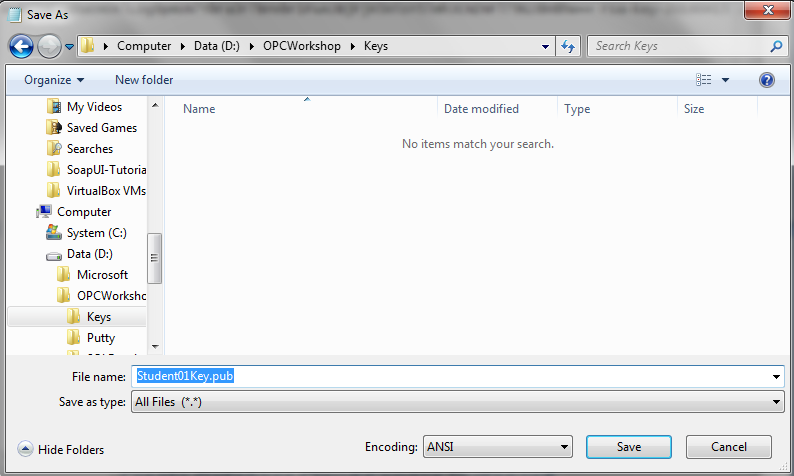 Save As
Computer Data (D:) OPCWorkshop Keys Search Keys
Organize New folder
Name Date modified Type Size
No items match your search.
My Videos
Saved Games
Searches
SoapUI-Tutoria
VirtualBox VMs
Computer
System (C:)
Data (D:)
Microsoft
OPCWorksho
Keys
Putty
File name: Student01Key.pub
Save as type: All Files (*.*)
Hide Folders Encoding: ANSI Save Cancel